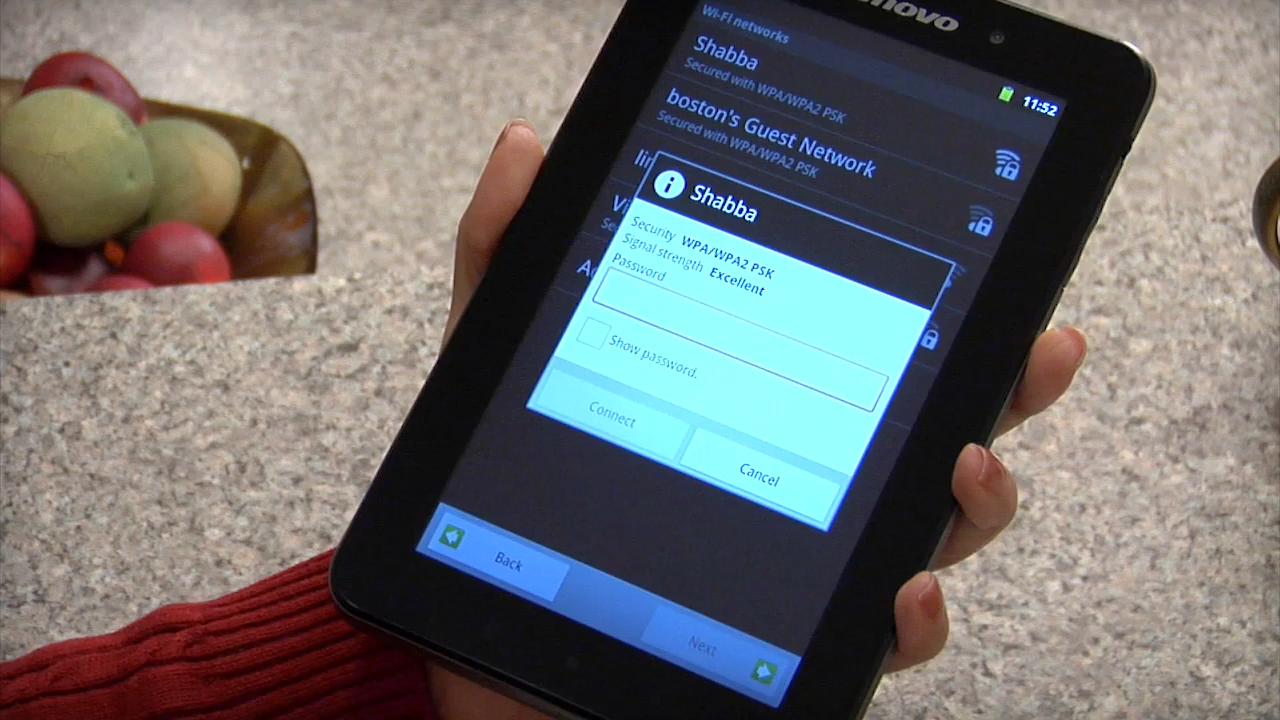 lenovo
11:52
Wi-Fi networks
Shabba
Secured with WPA/WPA2 PSK
boston's Guest Network
Secured with WPA/WPA2 PSK
Shabba
Security WPA/WPA2 PSK
Signal strength Excellent
Password
Show password.
Connect
Cancel
Back
Next